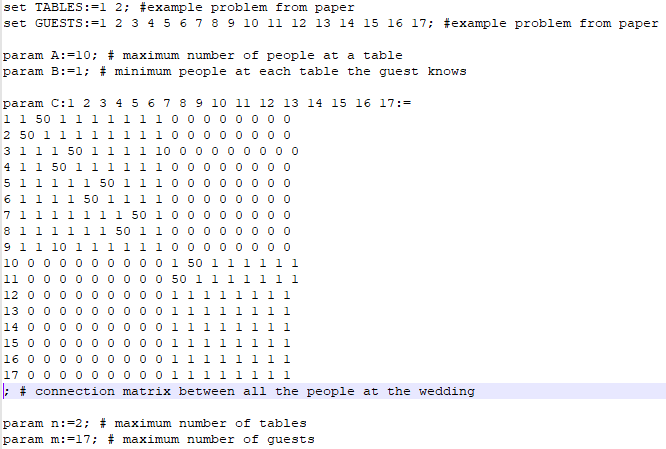 set TABLES:=1 2; #example problem from paper
set GUESTS:=1 2 3 4 5 6 7 8 9 10 11 12 13 14 15 16 17; #example problem from paper
param A:=10; # maximum number of people at a table
param B:=1; # minimum people at each table the guest knows
param C:1 2 3 4 5 6 7 8 9 10 11 12 13 14 15 16 17:=
1 1 50 1 1 1 1 1 1 1 0 0 0 0 0 0 0 0
2 50 1 1 1 1 1 1 1 1 0 0 0 0 0 0 0 0
3 1 1 1 50 1 1 1 1 10 0 0 0 0 0 0 0 0
4 1 1 50 1 1 1 1 1 1 0 0 0 0 0 0 0 0
5 1 1 1 1 1 50 1 1 1 0 0 0 0 0 0 0 0
6 1 1 1 1 50 1 1 1 1 0 0 0 0 0 0 0 0
7 1 1 1 1 1 1 1 50 1 0 0 0 0 0 0 0 0
8 1 1 1 1 1 1 50 1 1 0 0 0 0 0 0 0 0
9 1 1 10 1 1 1 1 1 1 0 0 0 0 0 0 0 0
10 0 0 0 0 0 0 0 0 0 1 50 1 1 1 1 1 1
11 0 0 0 0 0 0 0 0 0 50 1 1 1 1 1 1 1
12 0 0 0 0 0 0 0 0 0 1 1 1 1 1 1 1 1
13 0 0 0 0 0 0 0 0 0 1 1 1 1 1 1 1 1
14 0 0 0 0 0 0 0 0 0 1 1 1 1 1 1 1 1
15 0 0 0 0 0 0 0 0 0 1 1 1 1 1 1 1 1
16 0 0 0 0 0 0 0 0 0 1 1 1 1 1 1 1 1
17 0 0 0 0 0 0 0 0 0 1 1 1 1 1 1 1 1
; # connection matrix between all the people at the wedding
param n:=2; # maximum number of tables
param m:=17; # maximum number of guests